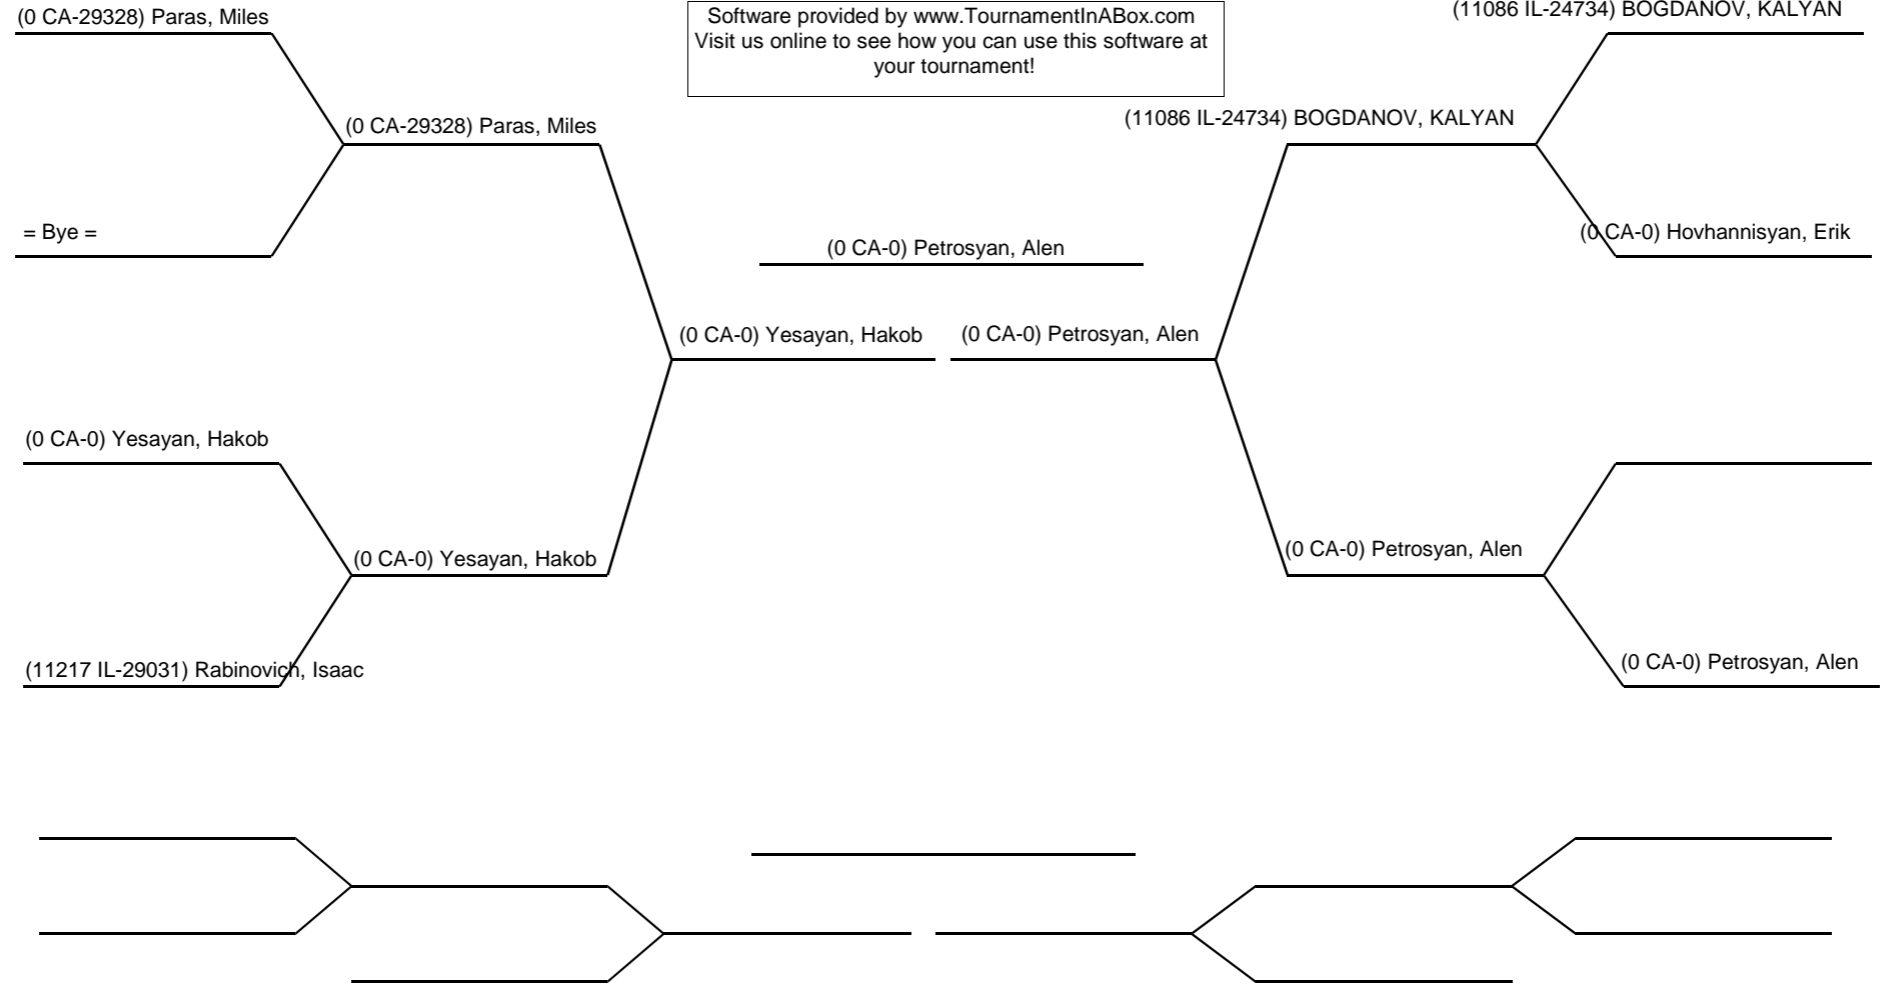 (0 CA-29328) Paras, Miles
Software provided by www.TournamentInABox.com
Visit us online to see how you can use this software at
your tournament!
(11086 IL-24734) BOGDANOV, KALYAN
(0 CA-29328) Paras, Miles
(11086 IL-24734) BOGDANOV, KALYAN
= Bye =
(0 CA-0) Petrosyan, Alen
(0 CA-0) Hovhannisyan, Erik
(0 CA-0) Yesayan, Hakob
(0 CA-0) Petrosyan, Alen
(0 CA-0) Yesayan, Hakob
(0 CA-0) Yesayan, Hakob
(0 CA-0) Petrosyan, Alen
(11217 IL-29031) Rabinovich, Isaac
(0 CA-0) Petrosyan, Alen